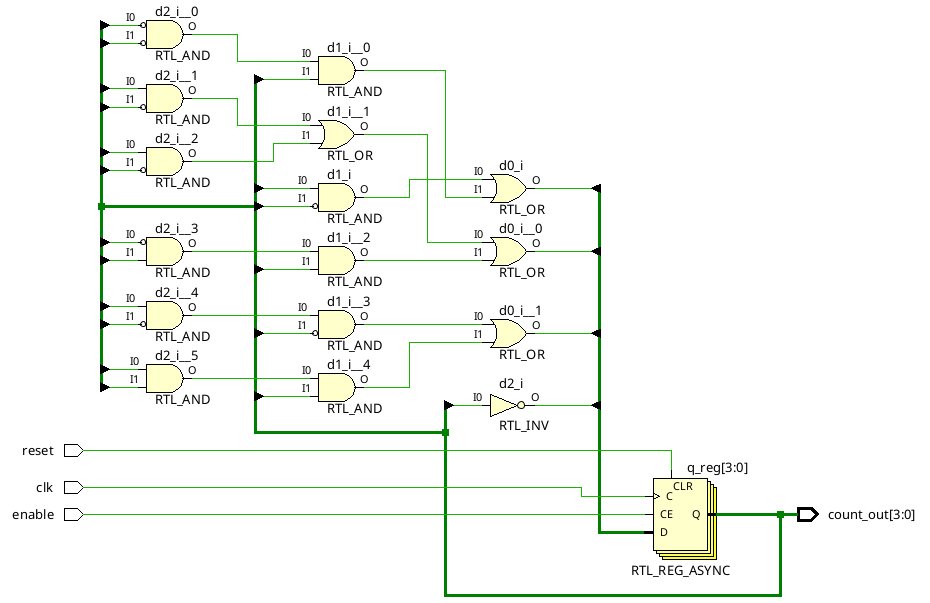 d2_i__0
I0
O
I1
RTL_AND
d2_i__1
I0
O
I1
RTL_AND
d2_i__2
I0
O
I1
RTL_AND
d2_i__3
I0
O
I1
RTL_AND
d2_i__4
I0
O
I1
RTL_AND
d2_i__5
I0
O
I1
RTL_AND
d1_i__0
I0
O
I1
RTL_AND
d1_i__1
I0
O
I1
RTL_OR
d1_i
I0
O
I1
RTL_AND
d1_i__2
I0
O
I1
RTL_AND
d1_i__3
I0
O
I1
RTL_AND
d1_i__4
I0
O
I1
RTL_AND
d0_i
I0
O
I1
RTL_OR
d0_i__0
I0
O
I1
RTL_OR
d0_i__1
I0
O
I1
RTL_OR
d2_i
I0
O
RTL_INV
reset
clk
enable
q_reg[3:0]
CLR
C
CE
Q
D
RTL_REG_ASYNC
count_out[3:0]